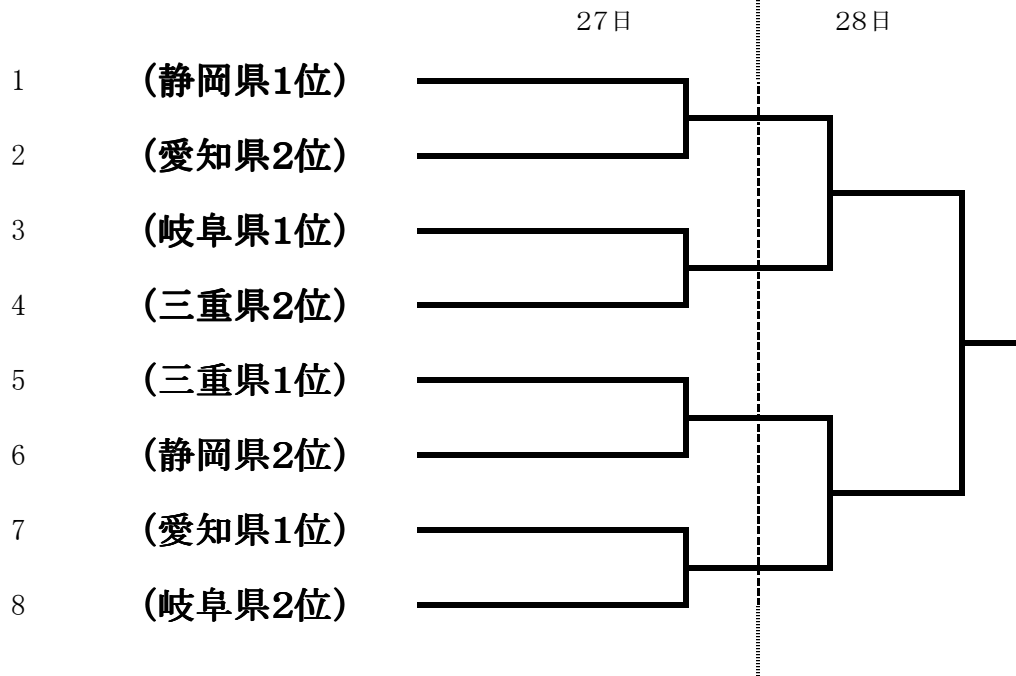 27日 28日
1 (静岡県1位)
2 (愛知県2位)
3 (岐阜県1位)
4 (三重県2位)
5 (三重県1位)
6 (静岡県2位)
7 (愛知県1位)
8 (岐阜県2位)